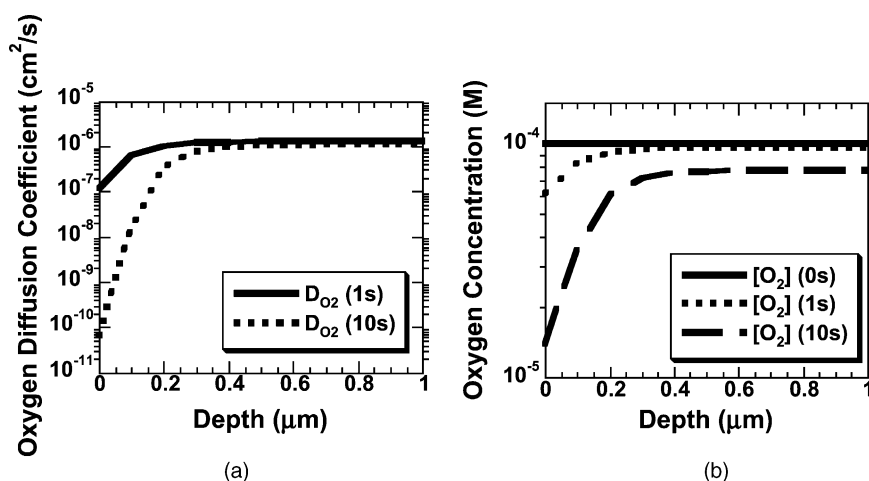 Oxygen Diffusion Coefficient (cm²/s)
10⁻⁵
10⁻⁶
10⁻⁷
10⁻⁸
10⁻⁹
10⁻¹⁰
10⁻¹¹
D_O2 (1s)
D_O2 (10s)
0 0.2 0.4 0.6 0.8 1
Depth (μm)
(a)
Oxygen Concentration (M)
10⁻⁴
10⁻⁵
[O₂] (0s)
[O₂] (1s)
[O₂] (10s)
0 0.2 0.4 0.6 0.8 1
Depth (μm)
(b)